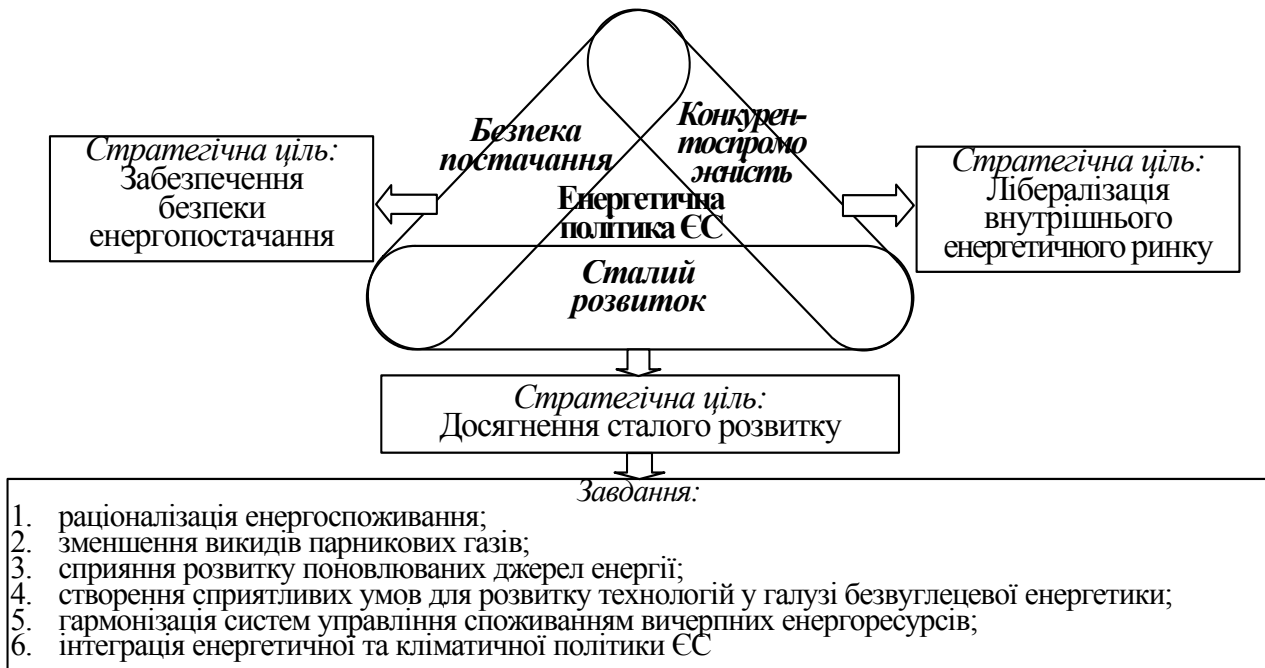 Безпека
постачання
Конкурен-
тоспромо
жність
Стратегічна ціль:
Забезпечення
безпеки
енергопостачання
Енергетична
політика ЄС
Стратегічна ціль:
Лібералізація
внутрішнього
енергетичного ринку
Сталий
розвиток
Стратегічна ціль:
Досягнення сталого розвитку
Завдання:
1. раціоналізація енергоспоживання;
2. зменшення викидів парникових газів;
3. сприяння розвитку поновлюваних джерел енергії;
4. створення сприятливих умов для розвитку технологій у галузі безвуглецевої енергетики;
5. гармонізація систем управління споживанням вичерпних енергоресурсів;
6. інтеграція енергетичної та кліматичної політики ЄС